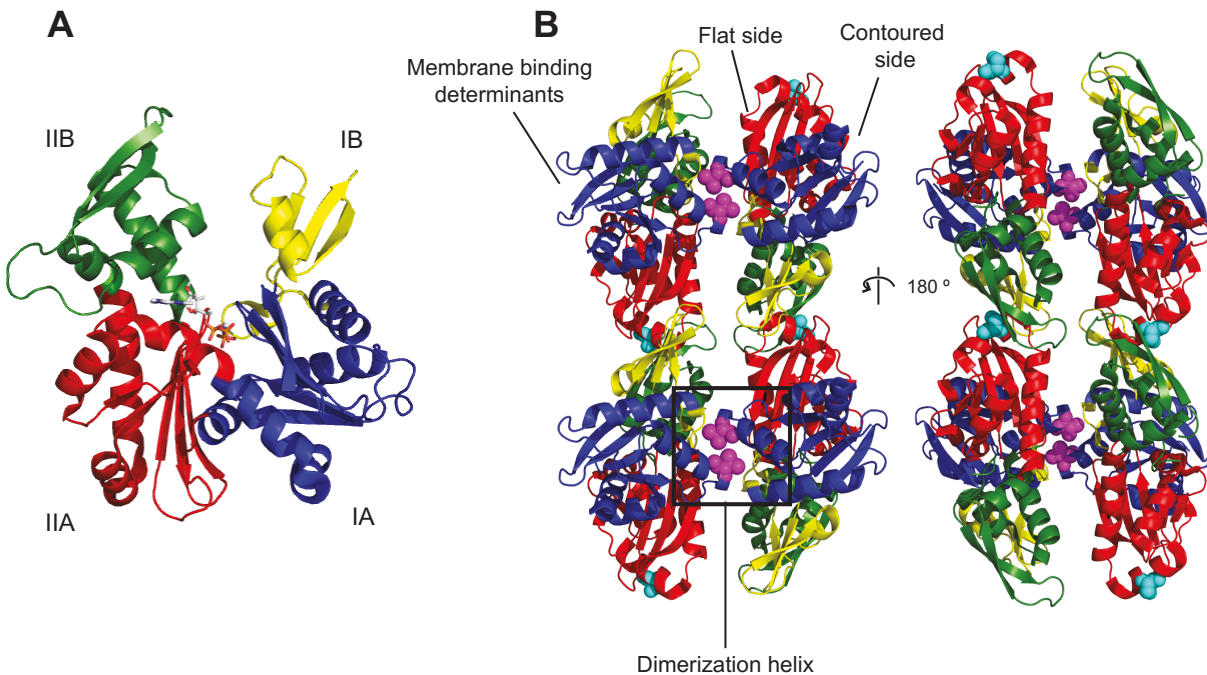 A
IIB
IB
IIA
IA
B
Membrane binding
determinants
Flat side
Contoured
side
180 º
Dimerization helix